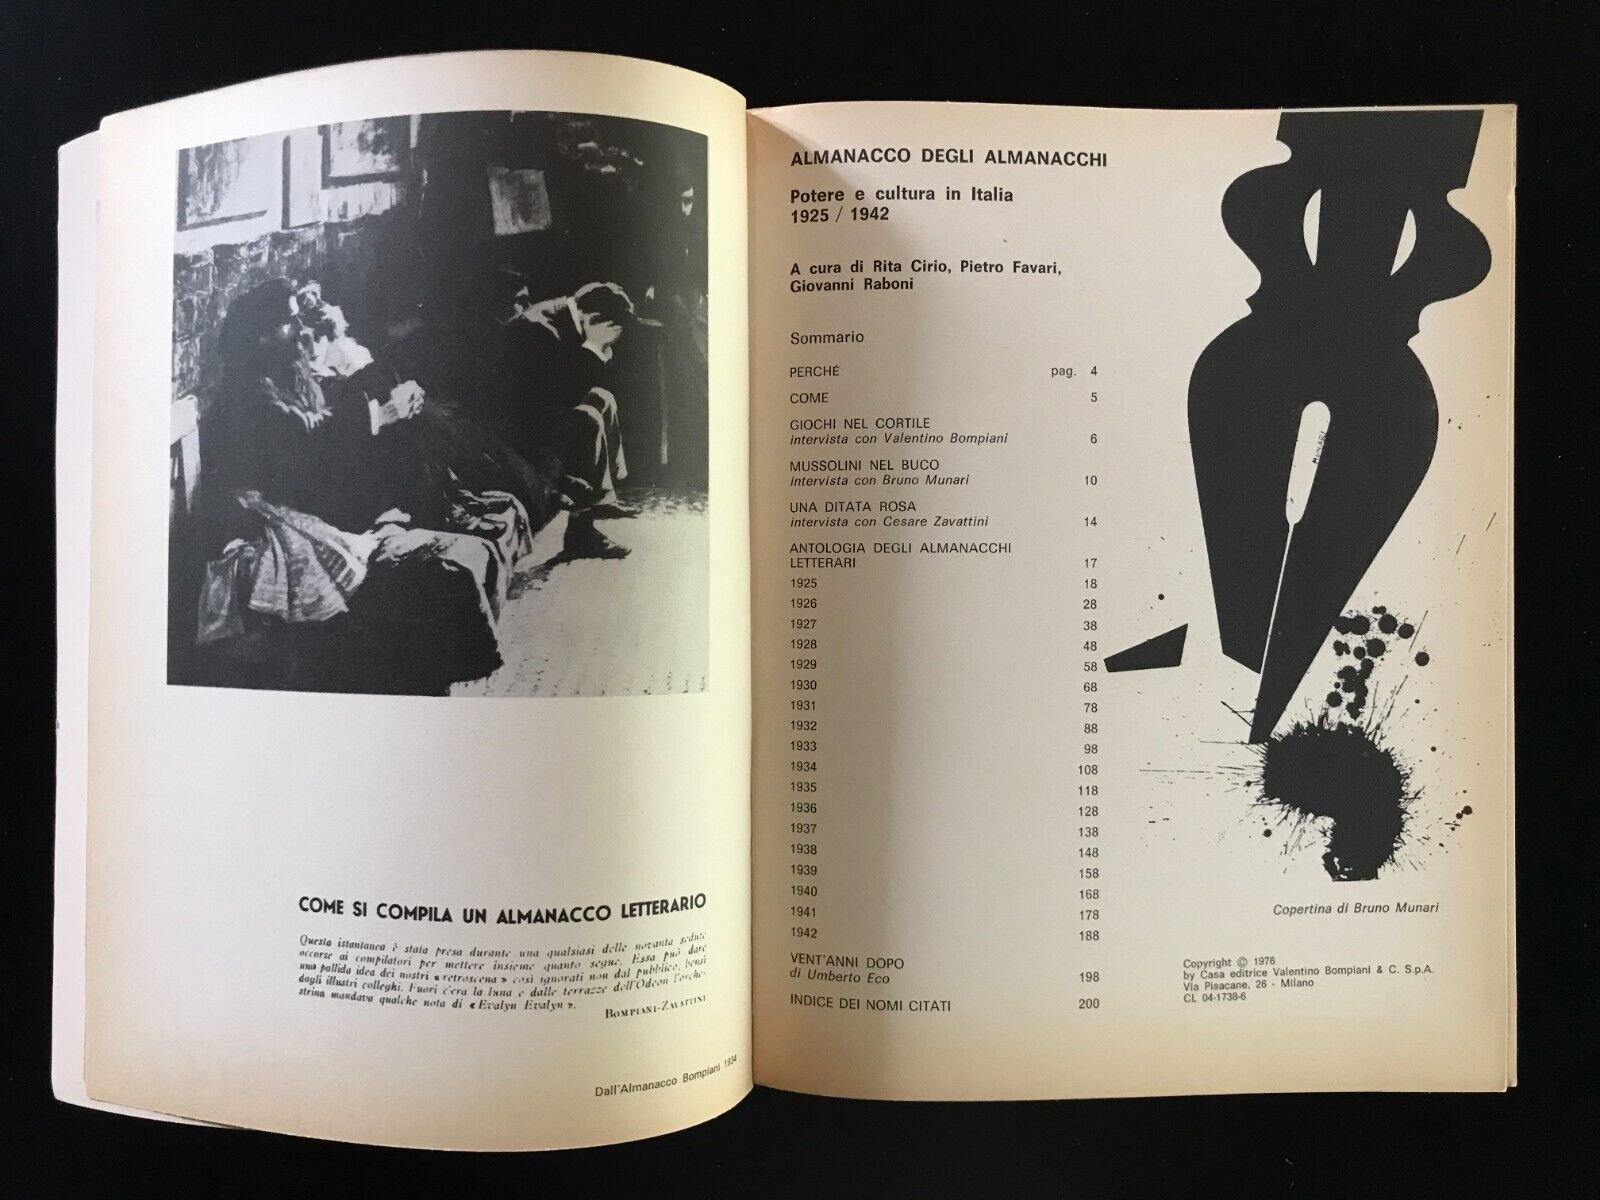 COME SI COMPILA UN ALMANACCO LETTERARIO
Questa istantanea è stata presa durante una qualsiasi delle novanta sedute
occorse ai compilatori per mettere insieme quanto segue. Essa può dare
una pallida idea dei nostri «retroscena» così ignorati non dal pubblico, bensì
dagli illustri colleghi. Fuori c'era la luna e dalle terrazze dell'Odeon l'orche-
strina mandava qualche nota di «Evalyn Evalyn».
BOMPIANI-ZAVATTINI
Dall'Almanacco Bompiani 1934
ALMANACCO DEGLI ALMANACCHI
Potere e cultura in Italia
1925 / 1942
A cura di Rita Cirio, Pietro Favari,
Giovanni Raboni
Sommario
PERCHÉ pag. 4
COME 5
GIOCHI NEL CORTILE
intervista con Valentino Bompiani 6
MUSSOLINI NEL BUCO
intervista con Bruno Munari 10
UNA DITATA ROSA
intervista con Cesare Zavattini 14
ANTOLOGIA DEGLI ALMANACCHI
LETTERARI 17
1925 18
1926 28
1927 38
1928 48
1929 58
1930 68
1931 78
1932 88
1933 98
1934 108
1935 118
1936 128
1937 138
1938 148
1939 158
1940 168
1941 178
1942 188
VENT'ANNI DOPO
di Umberto Eco 198
INDICE DEI NOMI CITATI 200
MUNARI
Copertina di Bruno Munari
Copyright © 1976
by Casa editrice Valentino Bompiani & C. S.p.A.
Via Pisacane, 26 - Milano
CL 04-1738-6